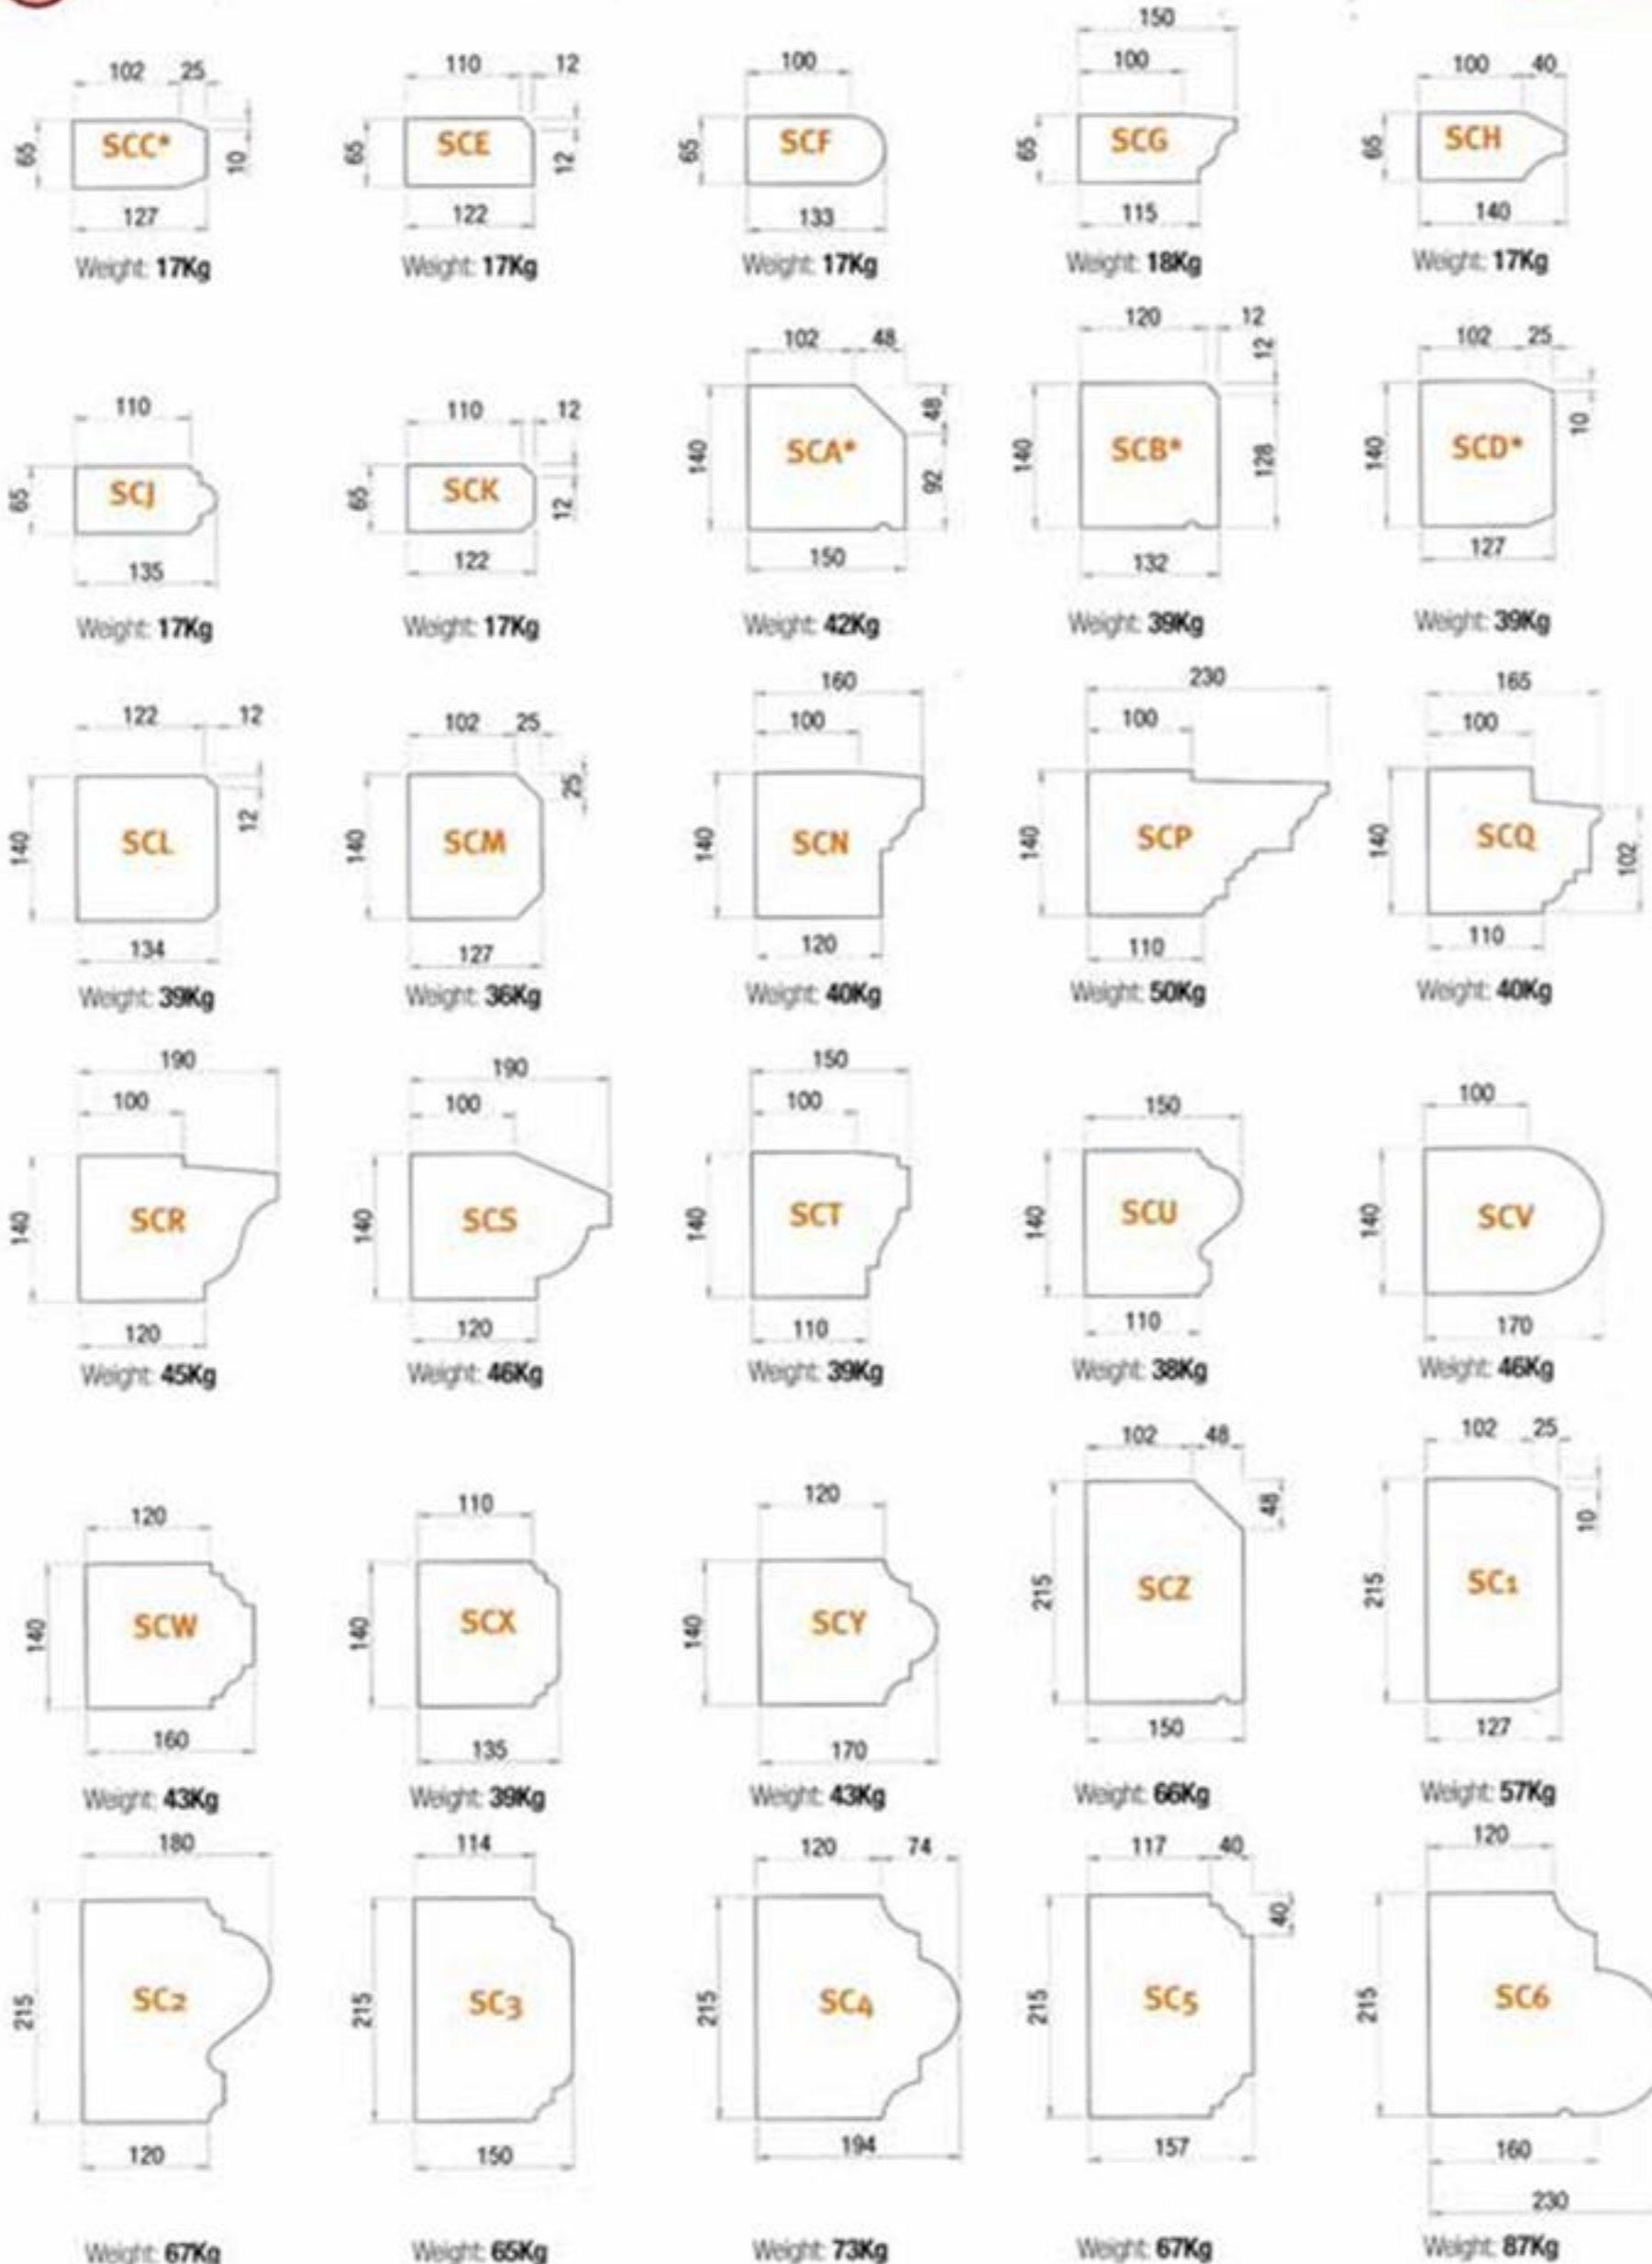 150
102 25
110 12
100
100
100 40
65 SCC* 10
65 SCE 12
65 SCF
65 SCG
65 SCH
127
122
133
115
140
Weight: 17Kg
Weight: 17Kg
Weight: 17Kg
Weight: 18Kg
Weight: 17Kg
110
110 12
102 48
120 12
102 25
65 SCJ
65 SCK 12
140 SCA* 48 92
140 SCB* 12 128
140 SCD* 10
135
122
150
132
127
Weight: 17Kg
Weight: 17Kg
Weight: 42Kg
Weight: 39Kg
Weight: 39Kg
160
230
165
122 12
102 25
100
100
100
140 SCL 12
140 SCM 25
140 SCN
140 SCP
140 SCQ 102
134
127
120
110
110
Weight: 39Kg
Weight: 36Kg
Weight: 40Kg
Weight: 50Kg
Weight: 40Kg
190
190
150
100
100
100
150
100
140 SCR
140 SCS
140 SCT
140 SCU
140 SCV
120
120
110
110
170
Weight: 45Kg
Weight: 46Kg
Weight: 39Kg
Weight: 38Kg
Weight: 46Kg
120
110
120
102 48
102 25
140 SCW
140 SCX
140 SCY
215 SCZ 48
215 SC1 10
160
135
170
150
127
Weight: 43Kg
Weight: 39Kg
Weight: 43Kg
Weight: 66Kg
Weight: 57Kg
180
114
120 74
117 40
120
215 SC2
215 SC3
215 SC4
215 SC5 40
215 SC6
120
150
194
157
160
230
Weight: 67Kg
Weight: 65Kg
Weight: 73Kg
Weight: 67Kg
Weight: 87Kg